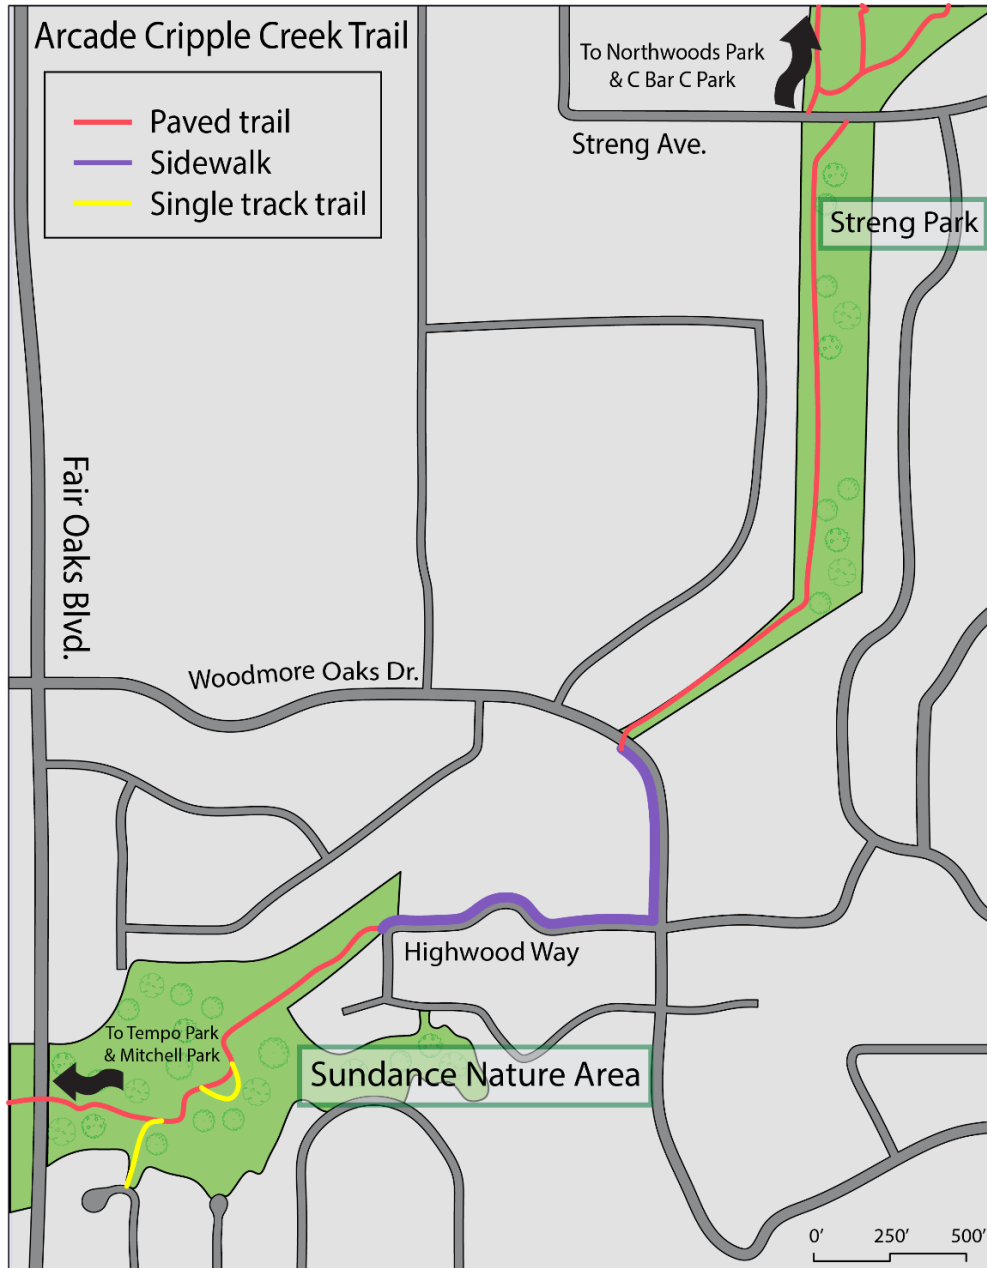 Arcade Cripple Creek Trail
Paved trail
Sidewalk
Single track trail
To Northwoods Park
& C Bar C Park
Streng Ave.
Streng Park
Fair Oaks Blvd.
Woodmore Oaks Dr.
Highwood Way
To Tempo Park
& Mitchell Park
Sundance Nature Area
0' 250' 500'